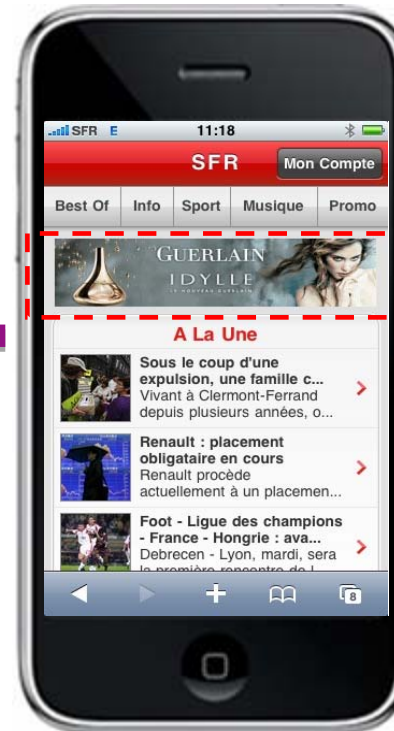 SFR E 11:18
SFR Mon Compte
Best Of Info Sport Musique Promo
GUERLAIN
IDYLLE
A La Une
Sous le coup d'une
expulsion, une famille c...
Vivant à Clermont-Ferrand
depuis plusieurs années, o...
Renault : placement
obligataire en cours
Renault procède
actuellement à un placemen...
Foot - Ligue des champions
- France - Hongrie : ava...
Debrecen - Lyon, mardi, sera
8